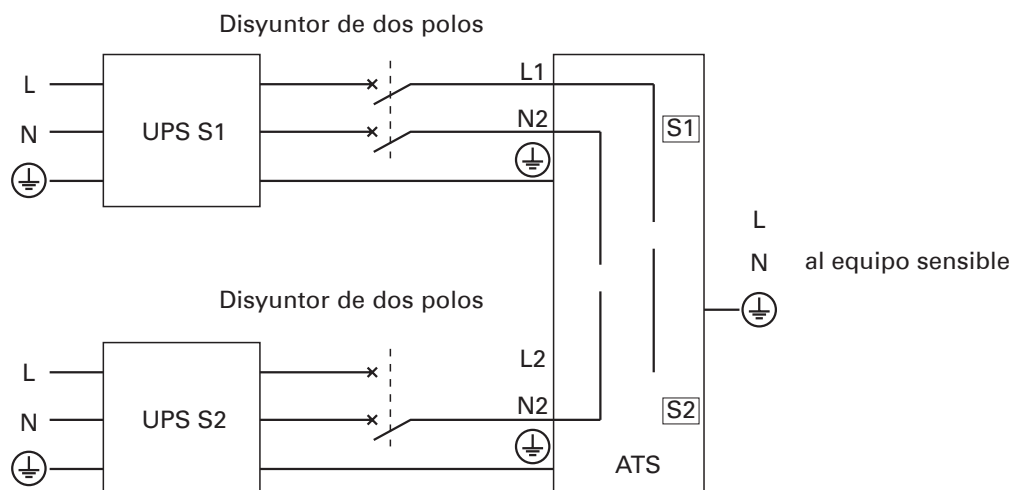 Disyuntor de dos polos
L
UPS S1
L1
N
N2
S1
L
N
al equipo sensible
Disyuntor de dos polos
L
UPS S2
L2
N
N2
S2
ATS